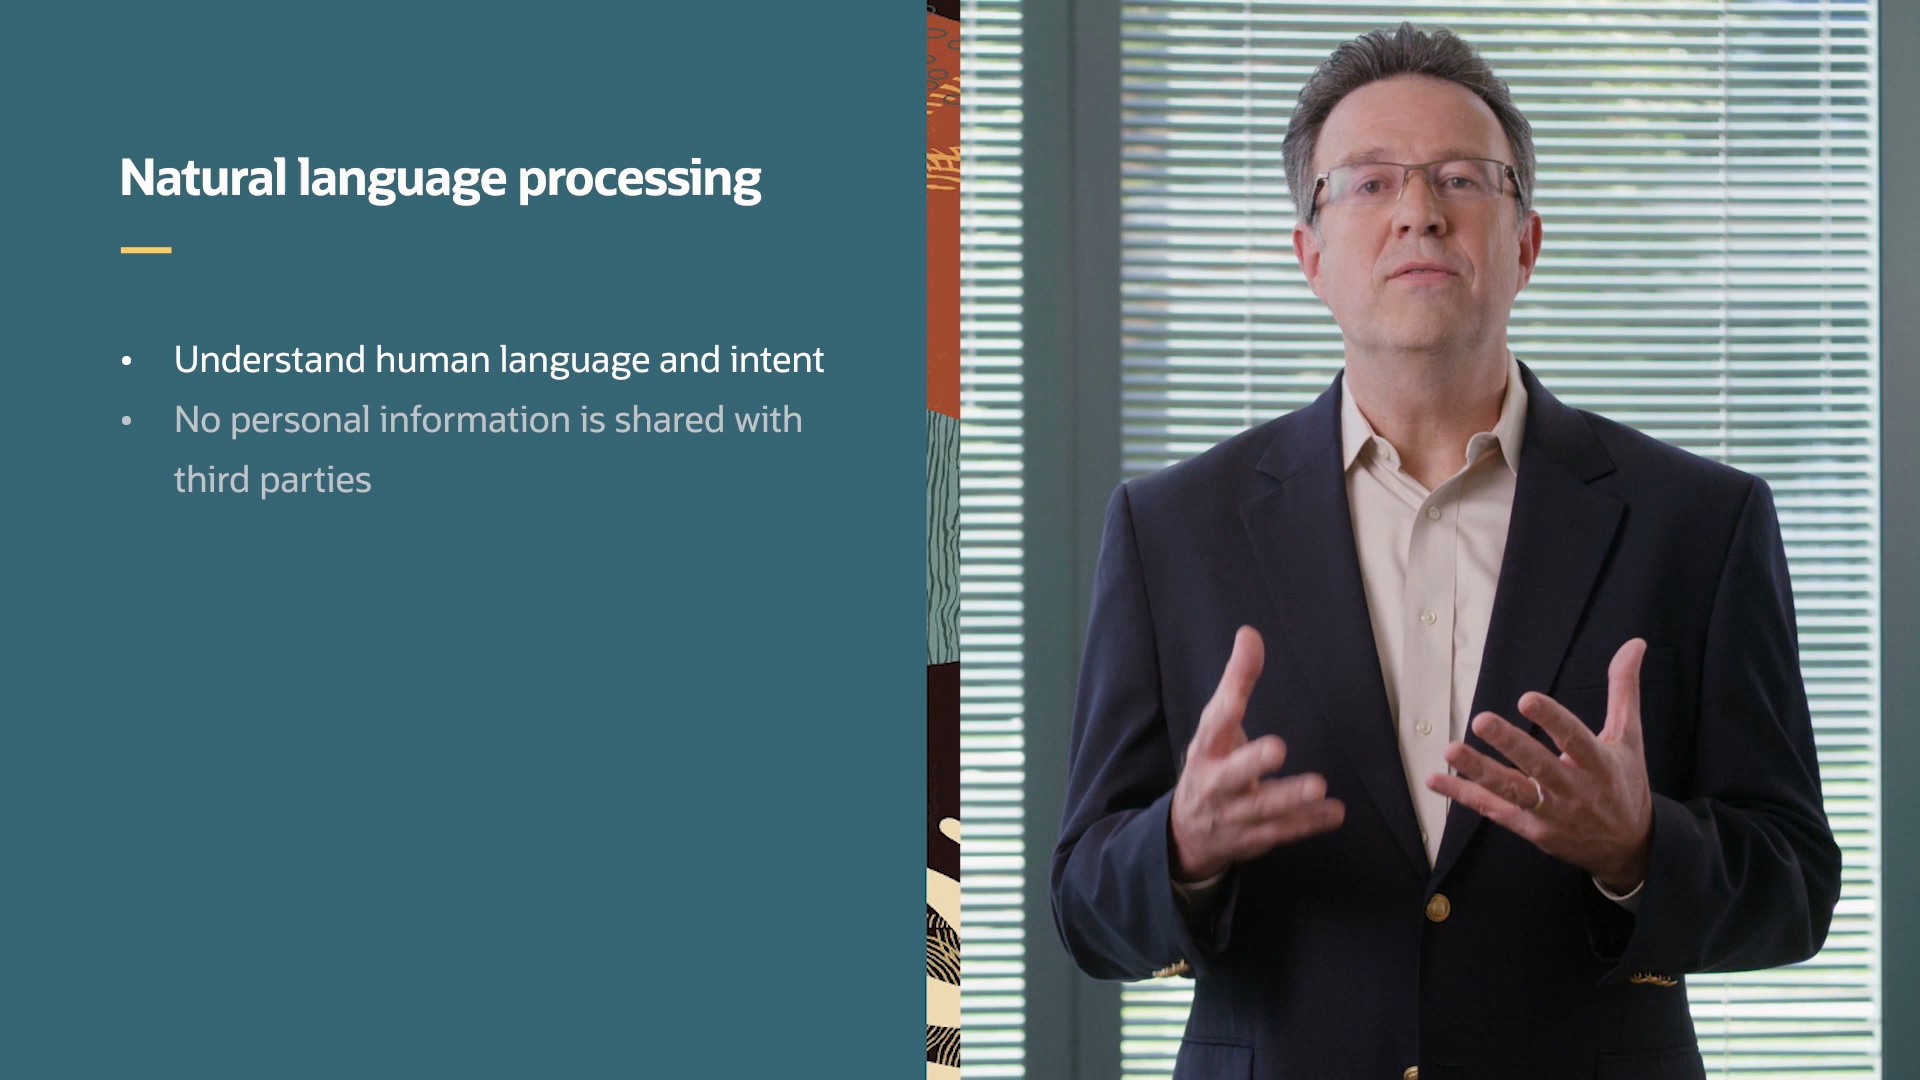 Natural language processing
• Understand human language and intent
• No personal information is shared with
third parties